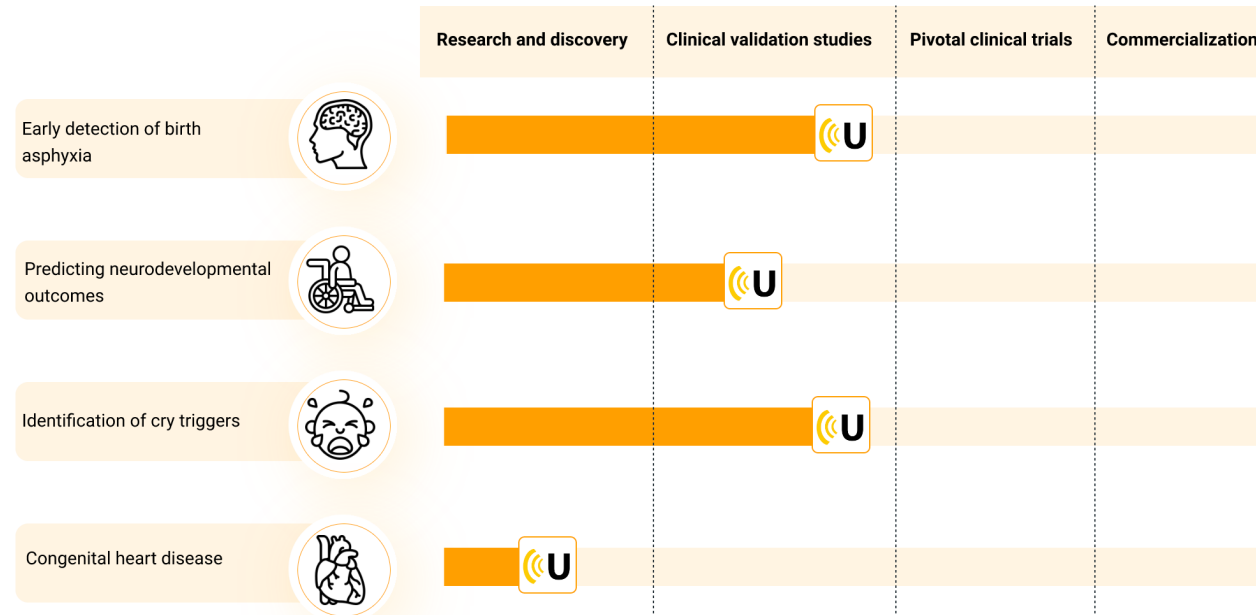 Research and discovery
Clinical validation studies
Pivotal clinical trials
Commercialization
Early detection of birth
asphyxia
U
Predicting neurodevelopmental
outcomes
U
Identification of cry triggers
U
Congenital heart disease
U